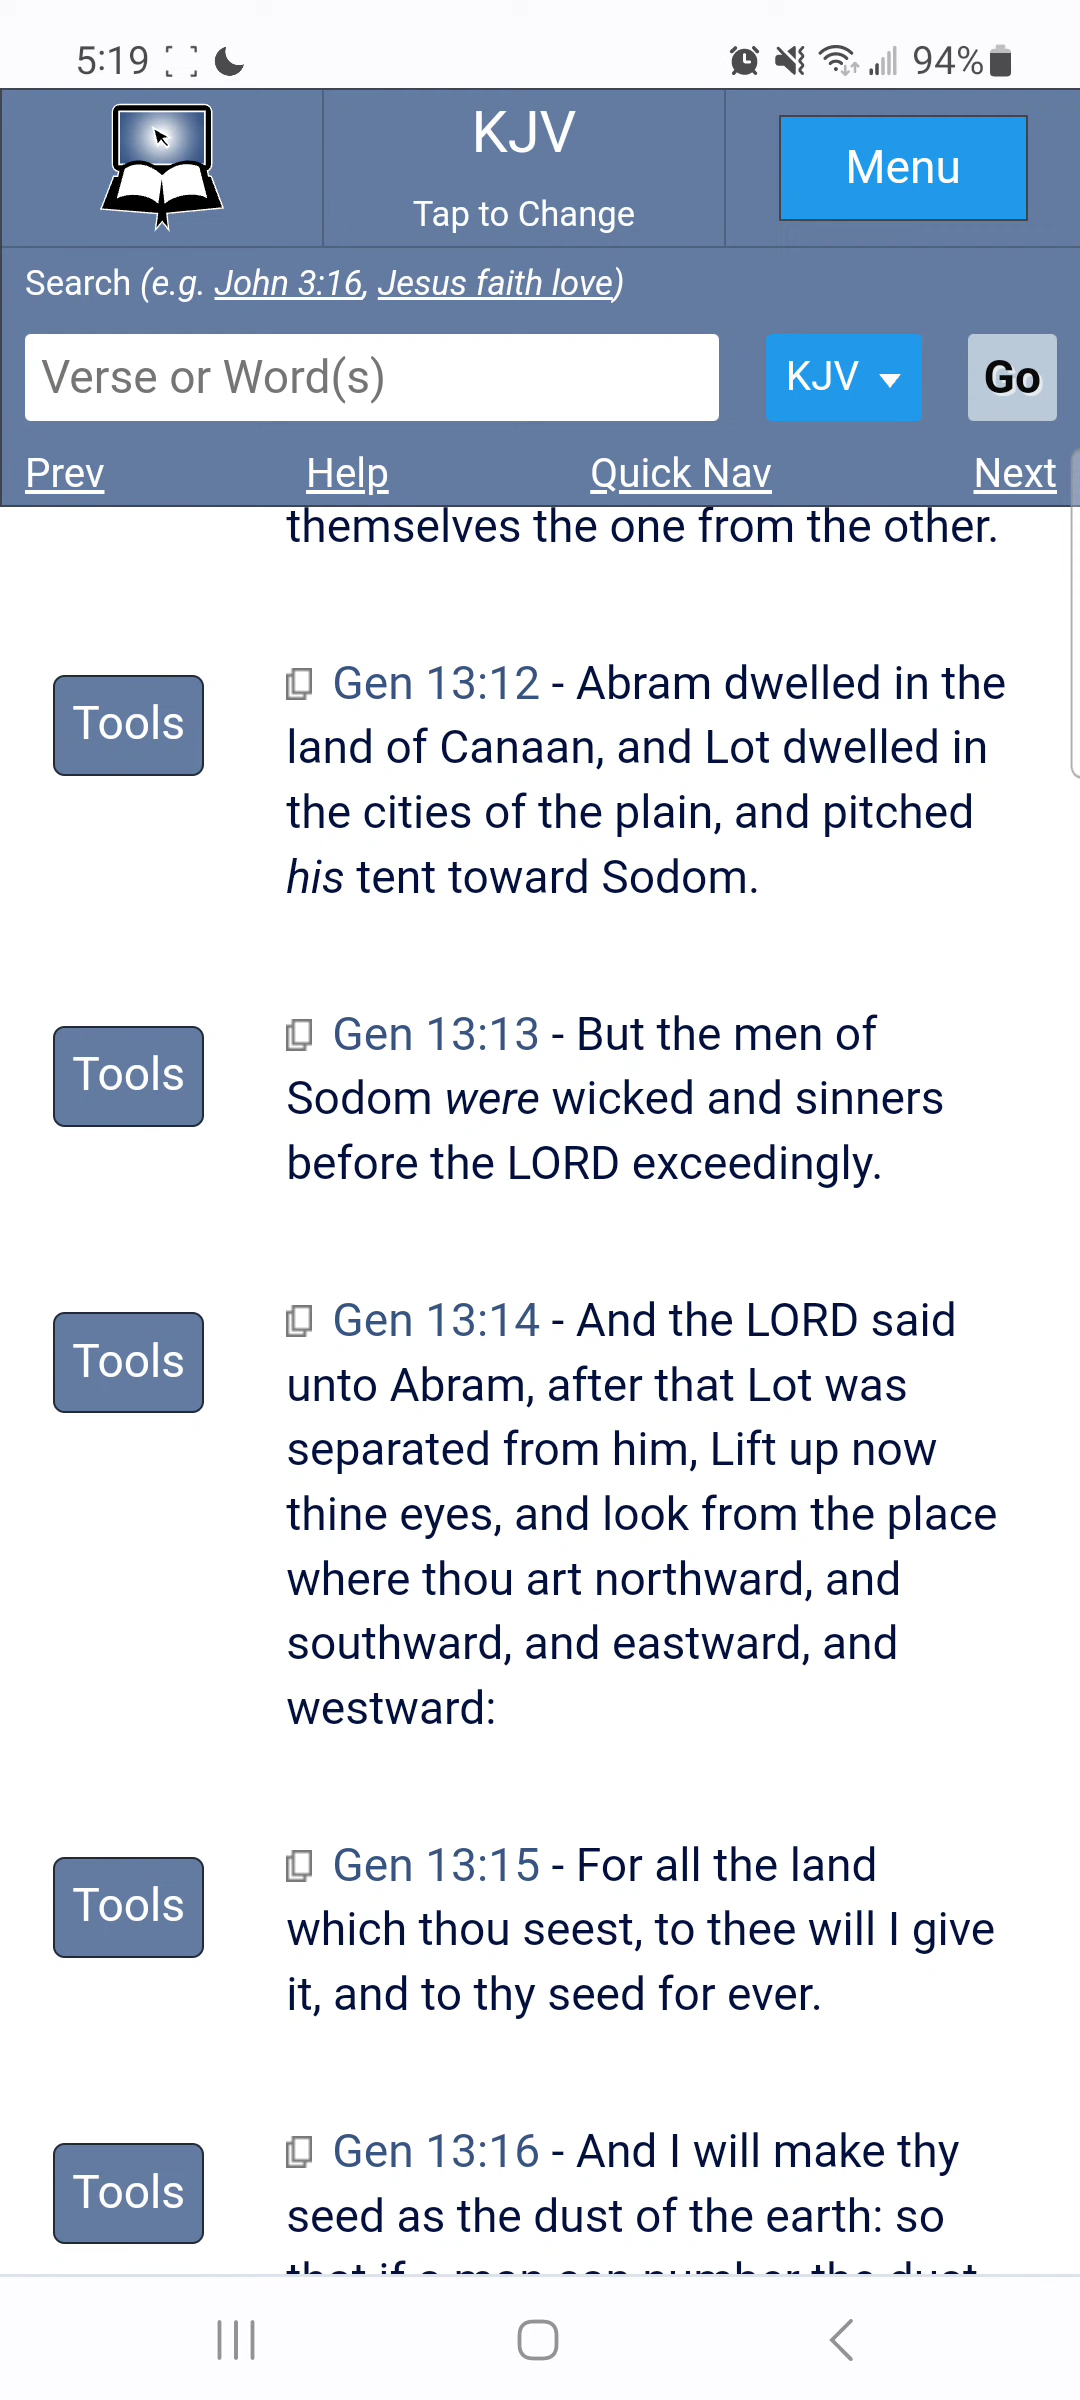 5:19 94%
KJV
Tap to Change
Menu
Search (e.g. John 3:16, Jesus faith love)
Verse or Word(s)
KJV
Go
Prev Help Quick Nav Next
themselves the one from the other.
Tools
Gen 13:12 - Abram dwelled in the
land of Canaan, and Lot dwelled in
the cities of the plain, and pitched
his tent toward Sodom.
Tools
Gen 13:13 - But the men of
Sodom were wicked and sinners
before the LORD exceedingly.
Tools
Gen 13:14 - And the LORD said
unto Abram, after that Lot was
separated from him, Lift up now
thine eyes, and look from the place
where thou art northward, and
southward, and eastward, and
westward:
Tools
Gen 13:15 - For all the land
which thou seest, to thee will I give
it, and to thy seed for ever.
Tools
Gen 13:16 - And I will make thy
seed as the dust of the earth: so
that if a man can number the dust